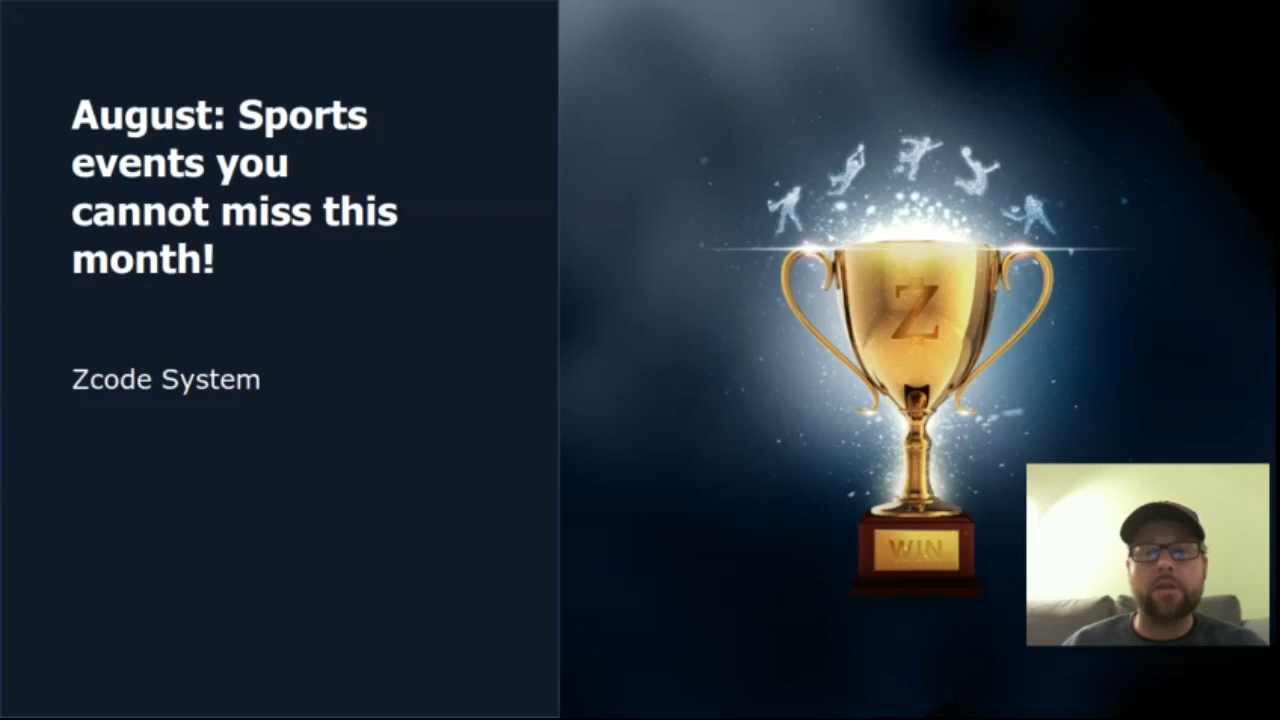 August: Sports
events you
cannot miss this
month!
Zcode System
Z
WIN